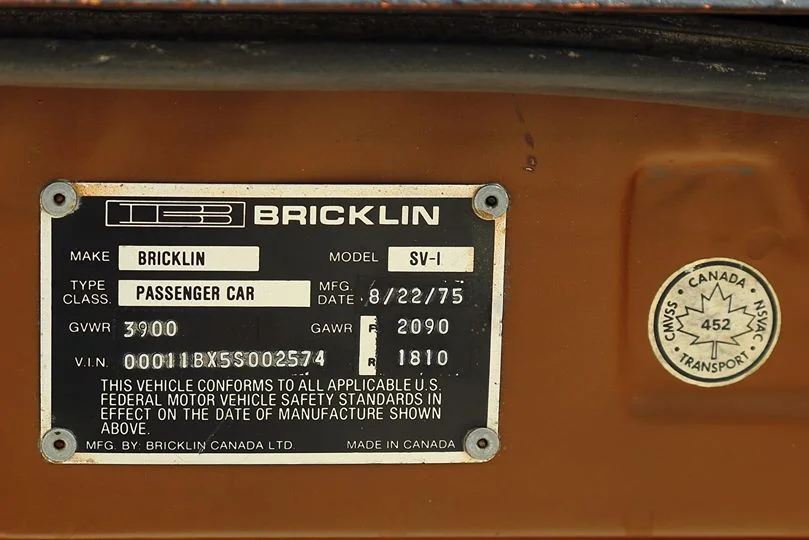 BRICKLIN
MAKE BRICKLIN MODEL SV-1
TYPE CLASS. PASSENGER CAR MFG. DATE 8/22/75
GVWR 3900 GAWR F 2090
V.I.N. 00011BX5S002574 R 1810
THIS VEHICLE CONFORMS TO ALL APPLICABLE U.S.
FEDERAL MOTOR VEHICLE SAFETY STANDARDS IN
EFFECT ON THE DATE OF MANUFACTURE SHOWN
ABOVE.
MFG. BY: BRICKLIN CANADA LTD. MADE IN CANADA
CMVSS • CANADA • NSVAC
452
• TRANSPORT •